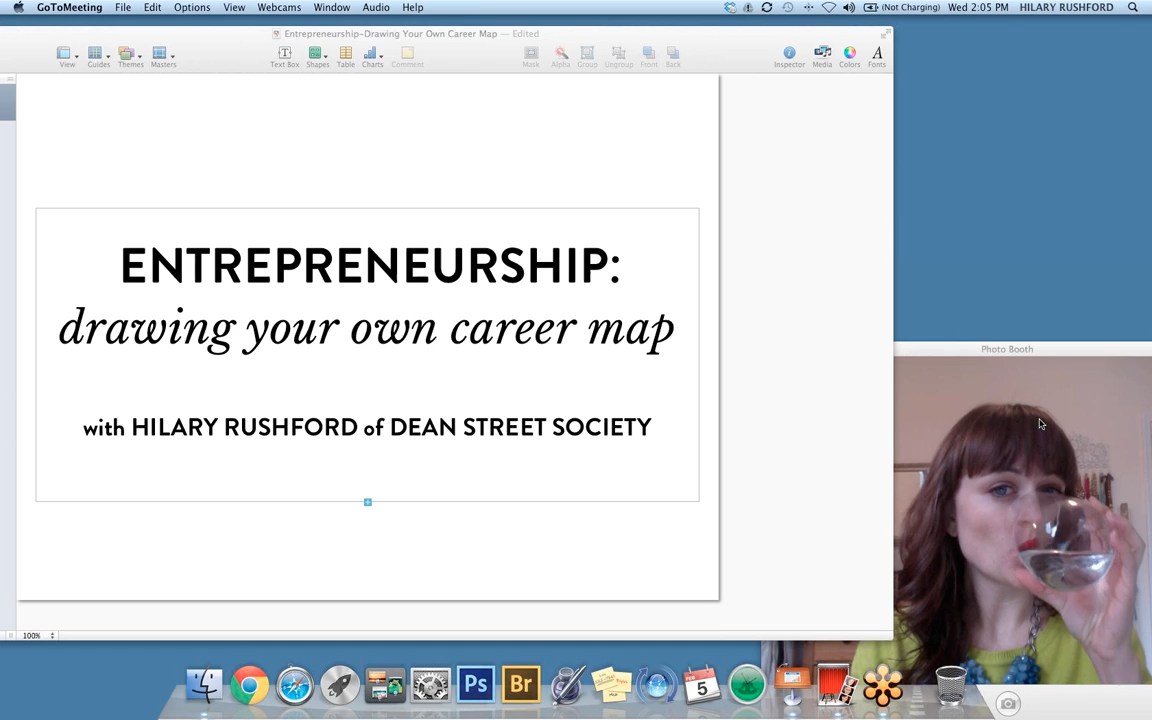 GoToMeeting File Edit Options View Webcams Window Audio Help (Not Charging) Wed 2:05 PM HILARY RUSHFORD
Entrepreneurship-Drawing Your Own Career Map — Edited
View Guides Themes Masters Text Box Shapes Table Charts Comment Mask Alpha Group Ungroup Front Back Inspector Media Colors Fonts
ENTREPRENEURSHIP:
drawing your own career map
with HILARY RUSHFORD of DEAN STREET SOCIETY
Photo Booth
100%
Ps Br FEB 5